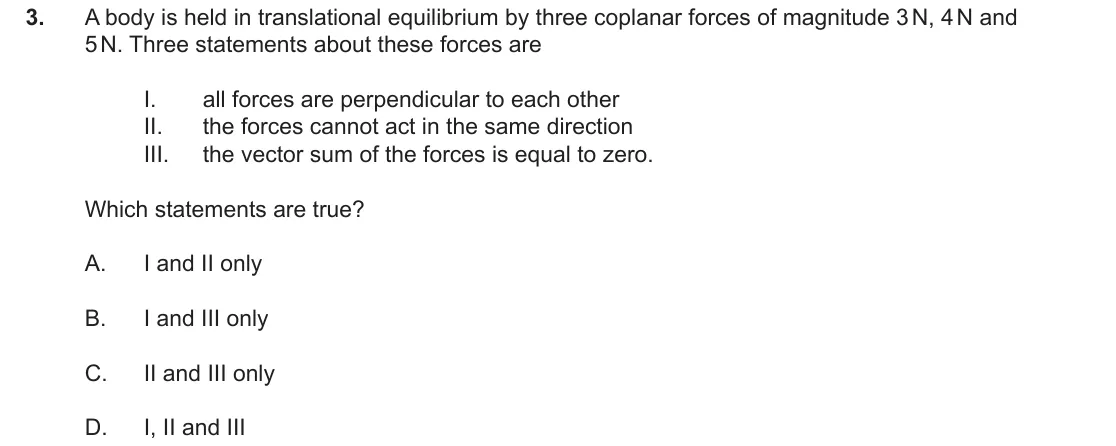 3. A body is held in translational equilibrium by three coplanar forces of magnitude 3 N, 4 N and
5 N. Three statements about these forces are
I. all forces are perpendicular to each other
II. the forces cannot act in the same direction
III. the vector sum of the forces is equal to zero.
Which statements are true?
A. I and II only
B. I and III only
C. II and III only
D. I, II and III